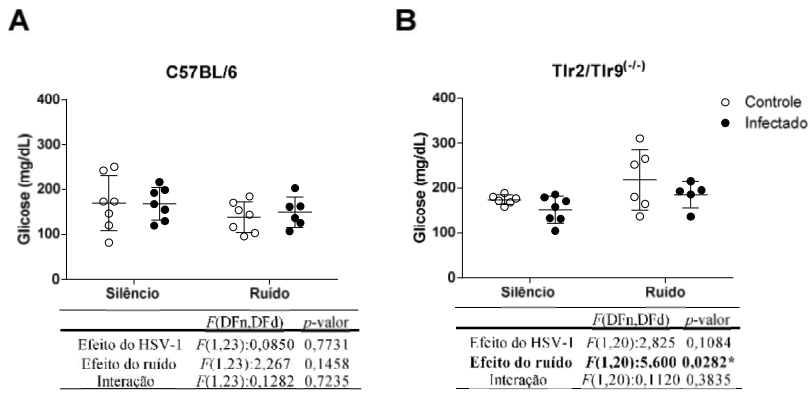 A
C57BL/6
Glicose (mg/dL)
400
300
200
100
0
Silêncio Ruído
F(DFn,DFd) p-valor
Efeito do HSV-1 F(1,23):0,0850 0,7731
Efeito do ruído F(1,23):2,267 0,1458
Interação F(1,23):0,1282 0,7235
B
Tlr2/Tlr9(-/-)
Glicose (mg/dL)
400
300
200
100
0
Silêncio Ruído
Controle
Infectado
F(DFn,DFd) p-valor
Efeito do HSV-1 F(1,20):2,825 0,1084
Efeito do ruído F(1,20):5,600 0,0282*
Interação F(1,20):0,1120 0,3835